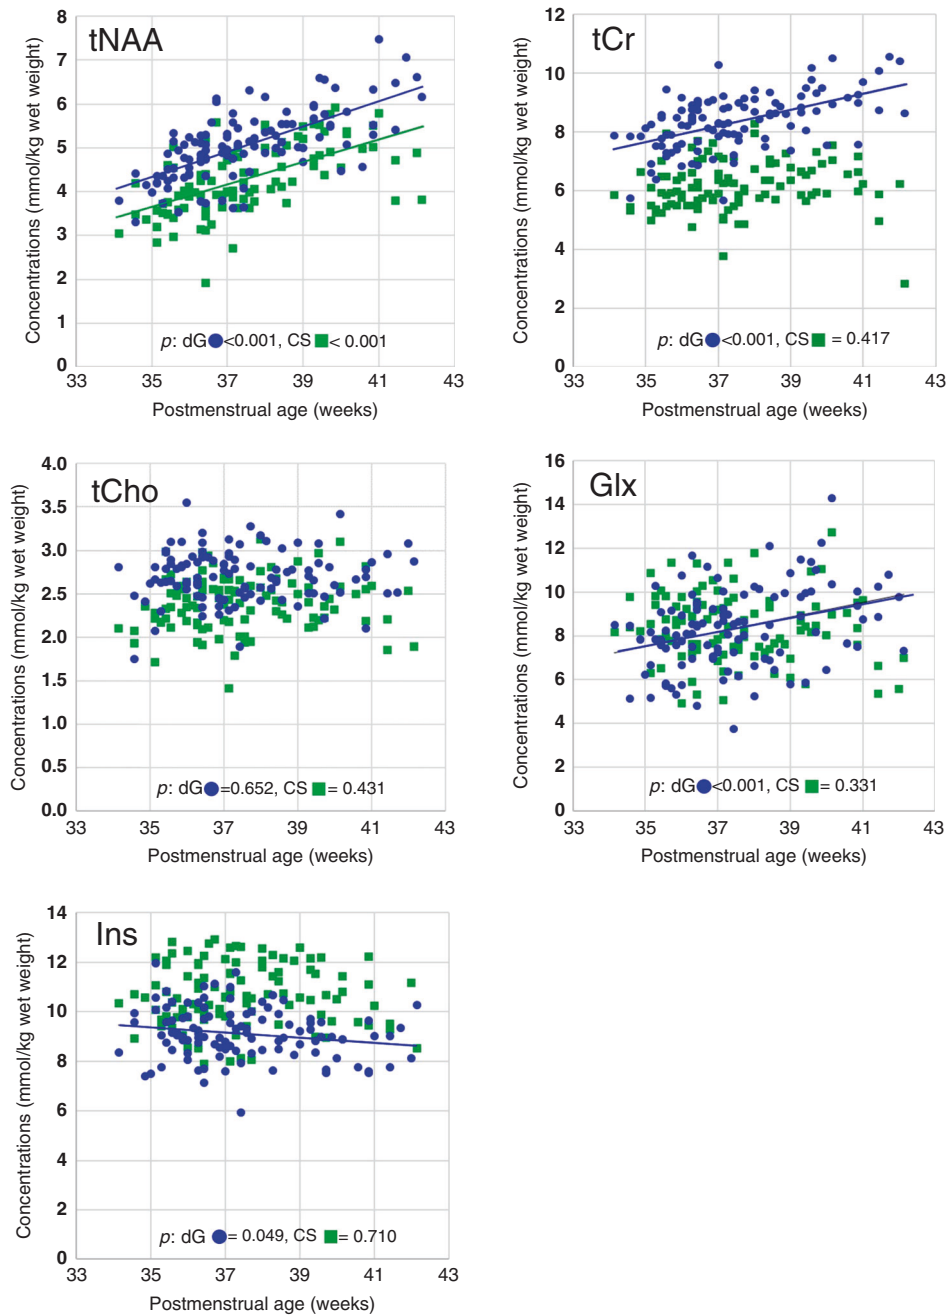 tNAA
Concentrations (mmol/kg wet weight)
8
7
6
5
4
3
2
1
0
p: dG <0.001, CS < 0.001
33 35 37 39 41 43
Postmenstrual age (weeks)
tCr
Concentrations (mmol/kg wet weight)
12
10
8
6
4
2
0
p: dG <0.001, CS = 0.417
33 35 37 39 41 43
Postmenstrual age (weeks)
tCho
Concentrations (mmol/kg wet weight)
4.0
3.5
3.0
2.5
2.0
1.5
1.0
0.5
0.0
p: dG =0.652, CS = 0.431
33 35 37 39 41 43
Postmenstrual age (weeks)
Glx
Concentrations (mmol/kg wet weight)
16
14
12
10
8
6
4
2
0
p: dG <0.001, CS = 0.331
33 35 37 39 41 43
Postmenstrual age (weeks)
Ins
Concentrations (mmol/kg wet weight)
14
12
10
8
6
4
2
0
p: dG = 0.049, CS = 0.710
33 35 37 39 41 43
Postmenstrual age (weeks)